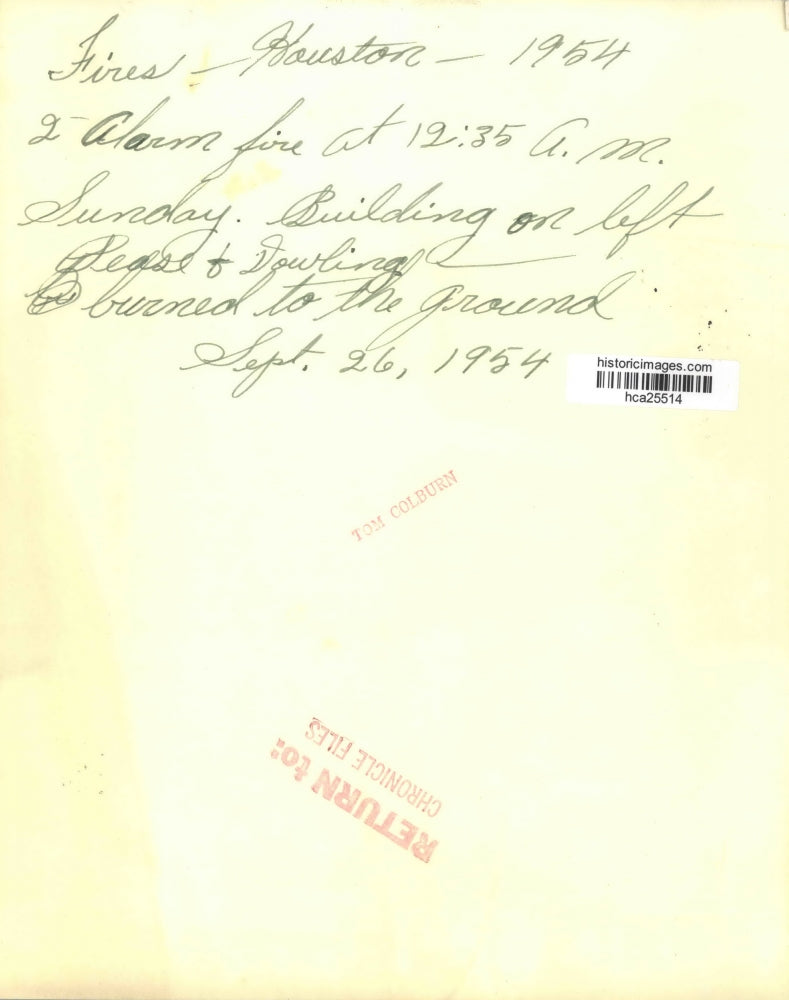 Fires - Houston - 1954
2 Alarm fire at 12:35 A. M.
Sunday. Building on left
Pease & Dowling
burned to the ground
Sept. 26, 1954
historicimages.com
hca25514
TOM COLBURN
RETURN to:
CHRONICLE FILES